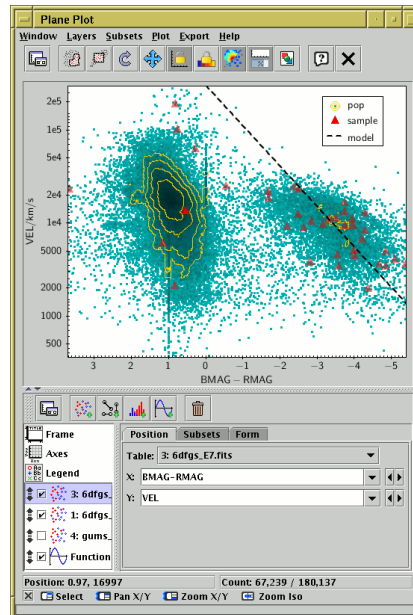 Plane Plot
Window Layers Subsets Plot Export Help
2e5
1e5
5e4
2e4
1e4
5000
2000
1000
500
VEL/km/s
pop
sample
model
3 2 1 0 −1 −2 −3 −4 −5
BMAG − RMAG
Frame
Axes
Legend
3: 6dfgs_
1: 6dfgs_
4: gums_
Function
Position Subsets Form
Table: 3: 6dfgs_E7.fits
X: BMAG-RMAG
Y: VEL
Position: 0.97, 16997
Count: 67,239 / 180,137
Select Pan X/Y Zoom X/Y Zoom Iso